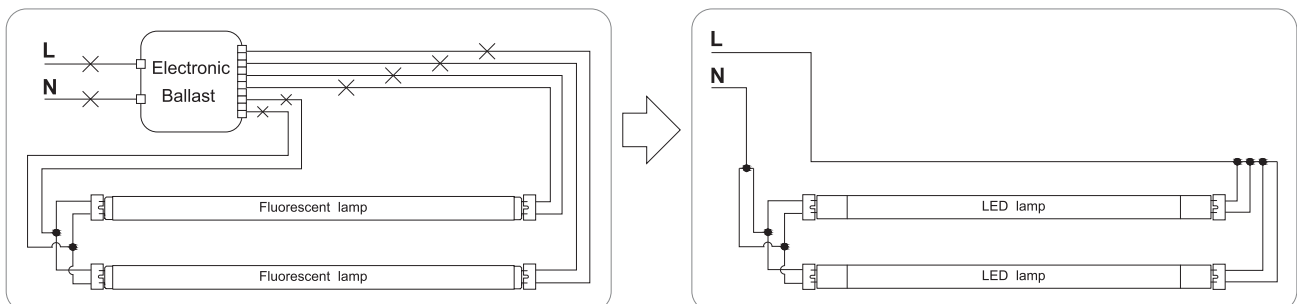 L
N
Electronic
Ballast
Fluorescent lamp
Fluorescent lamp
L
N
LED lamp
LED lamp